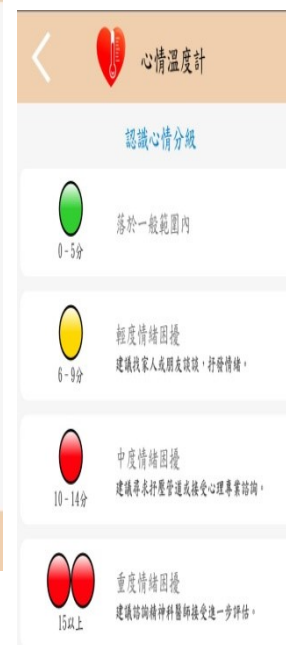 心情溫度計
認識心情分級
落於一般範圍內
0-5分
輕度情緒困擾
建議找家人或朋友談談，抒發情緒。
6-9分
中度情緒困擾
建議尋求抒壓管道或接受心理專業諮詢。
10-14分
重度情緒困擾
建議諮詢精神科醫師接受進一步評估。
15以上